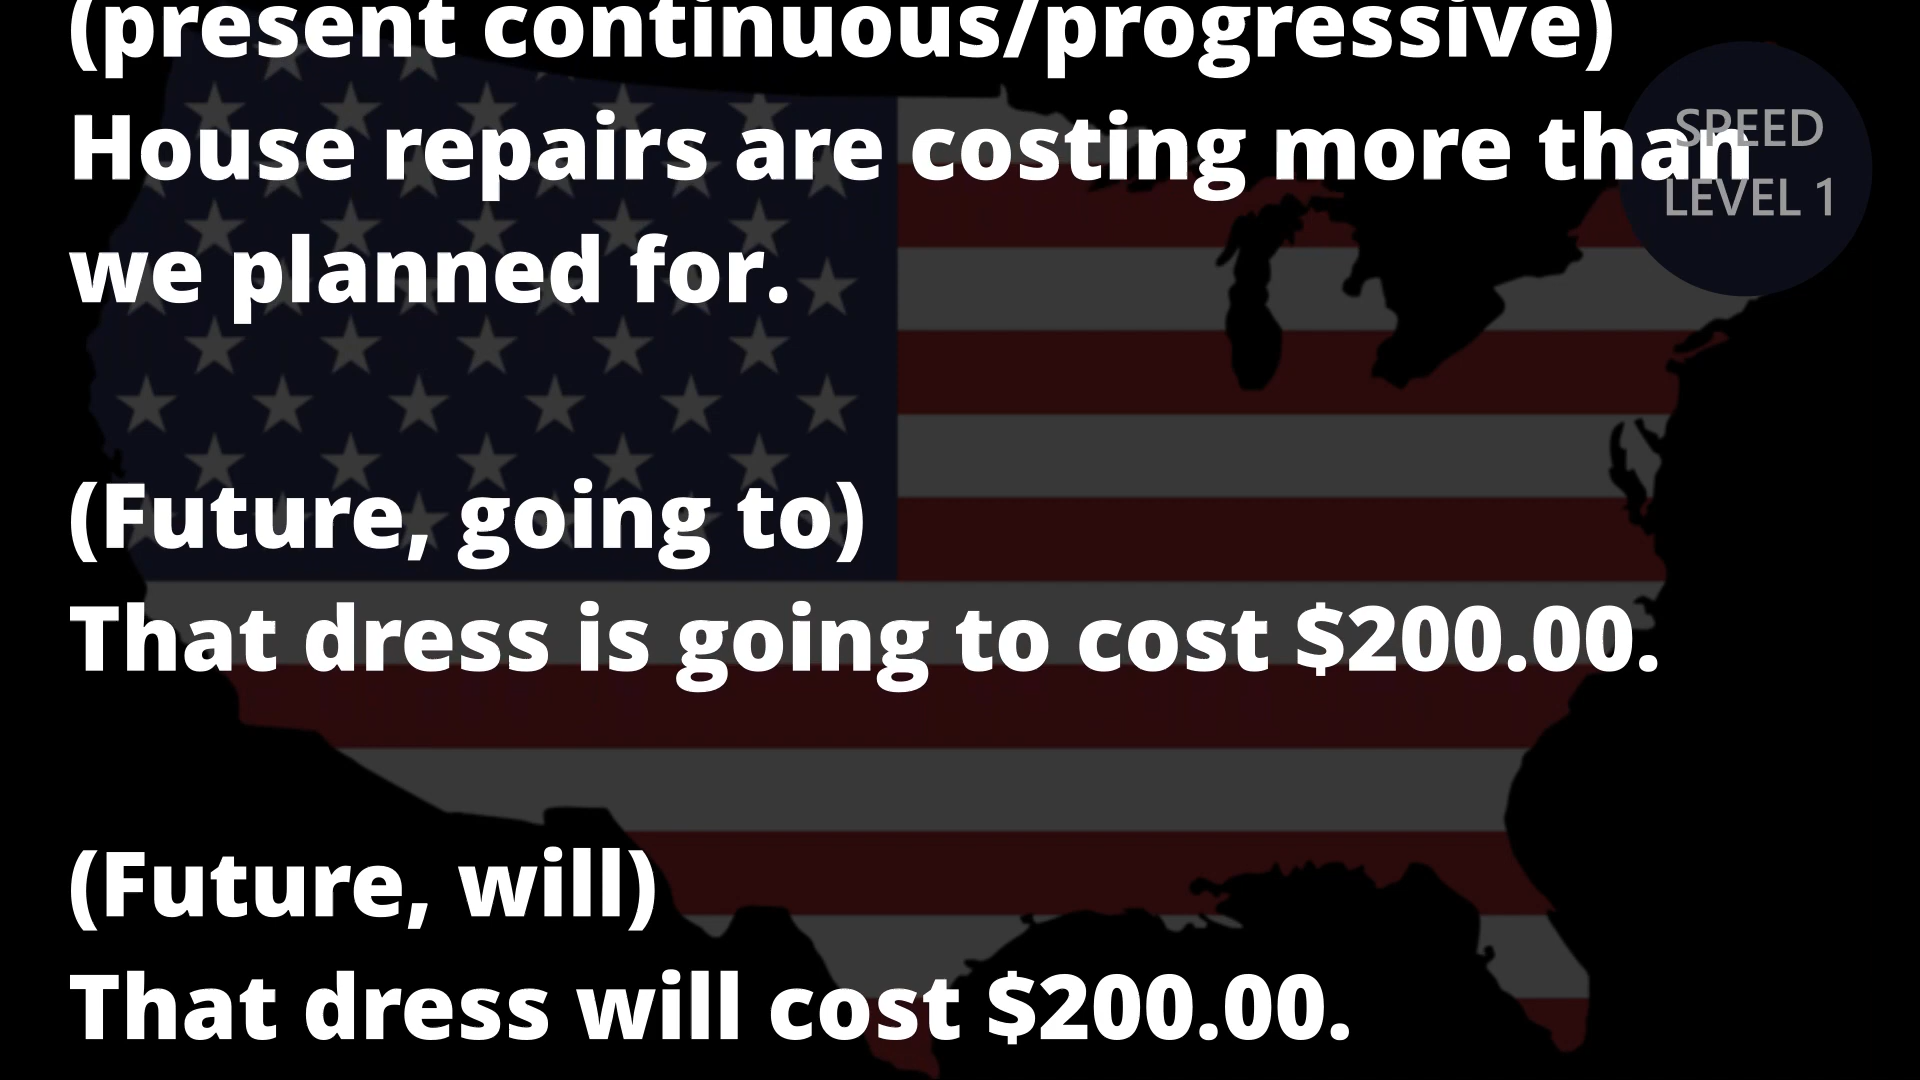 (present continuous/progressive)
House repairs are costing more than
we planned for.
(Future, going to)
That dress is going to cost $200.00.
(Future, will)
That dress will cost $200.00.
SPEED
LEVEL 1